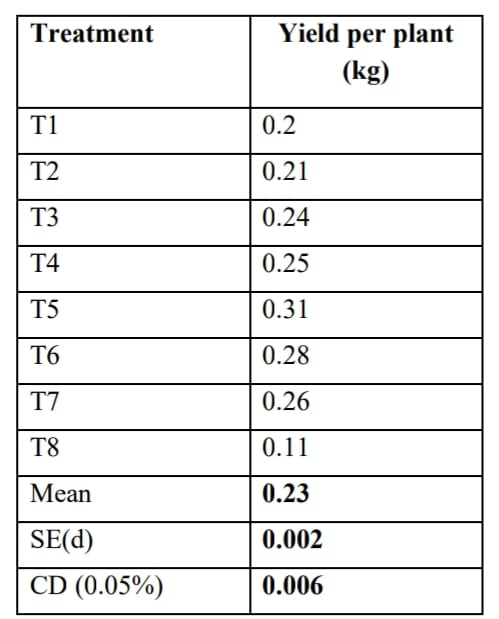 Treatment Yield per plant
(kg)
T1 0.2
T2 0.21
T3 0.24
T4 0.25
T5 0.31
T6 0.28
T7 0.26
T8 0.11
Mean 0.23
SE(d) 0.002
CD (0.05%) 0.006